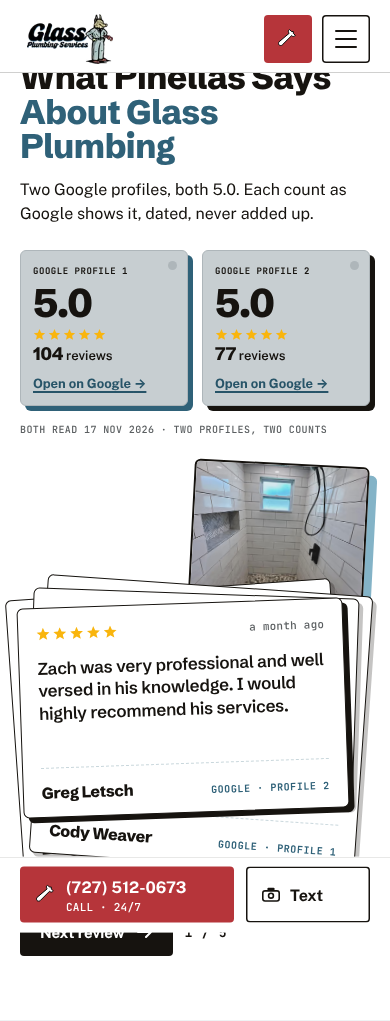 Glass
Plumbing Services
What Pinellas Says
About Glass
Plumbing
Two Google profiles, both 5.0. Each count as
Google shows it, dated, never added up.
GOOGLE PROFILE 1
5.0
104 reviews
Open on Google →
GOOGLE PROFILE 2
5.0
77 reviews
Open on Google →
BOTH READ 17 NOV 2026 · TWO PROFILES, TWO COUNTS
a month ago
Zach was very professional and well
versed in his knowledge. I would
highly recommend his services.
Greg Letsch
GOOGLE · PROFILE 2
Cody Weaver
GOOGLE · PROFILE 1
(727) 512-0673
CALL · 24/7
Text
Next review →
1 / 5